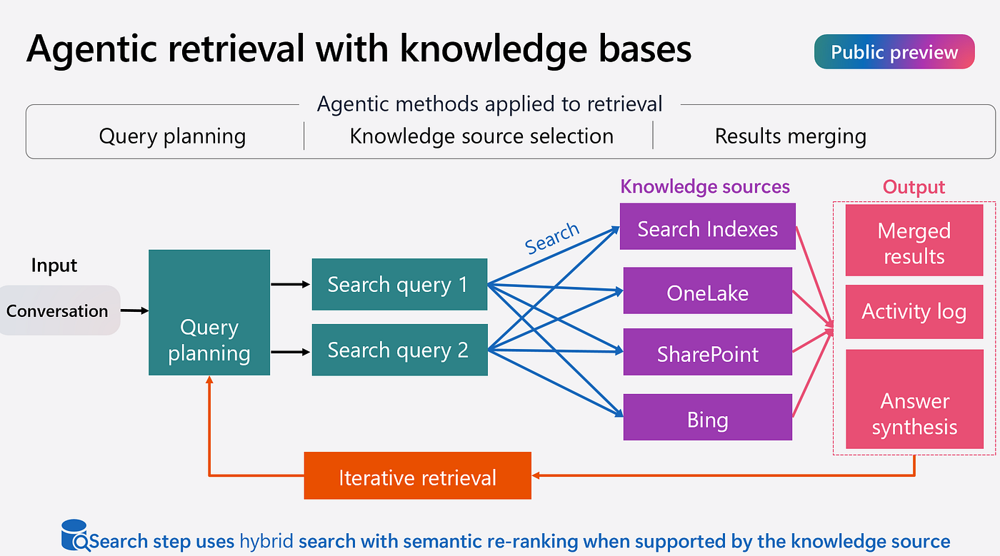 Agentic retrieval with knowledge bases
Public preview
Agentic methods applied to retrieval
Query planning
Knowledge source selection
Results merging
Knowledge sources
Output
Search
Search Indexes
Merged
results
Input
Conversation
Query
planning
Search query 1
Search query 2
OneLake
SharePoint
Bing
Activity log
Answer
synthesis
Iterative retrieval
Search step uses hybrid search with semantic re-ranking when supported by the knowledge source